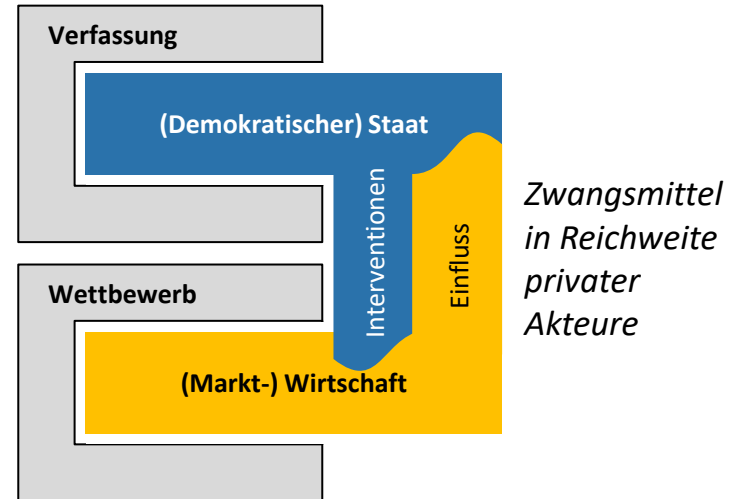 Verfassung
(Demokratischer) Staat
Interventionen
Einfluss
Zwangsmittel
in Reichweite
privater
Akteure
Wettbewerb
(Markt-) Wirtschaft